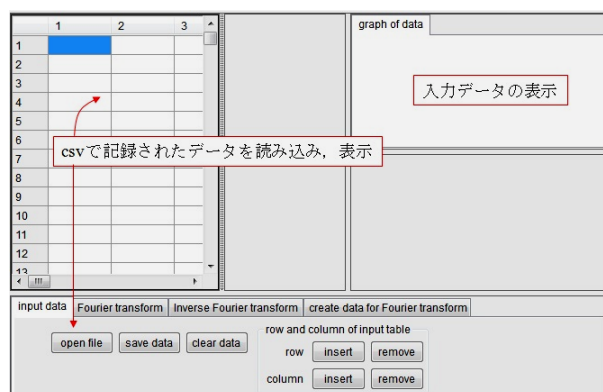 1 2 3
graph of data
1
2
3
4
5
6
7
8
9
10
11
12
13
入力データの表示
csvで記録されたデータを読み込み，表示
input data Fourier transform Inverse Fourier transform create data for Fourier transform
open file save data clear data
row and column of input table
row insert remove
column insert remove